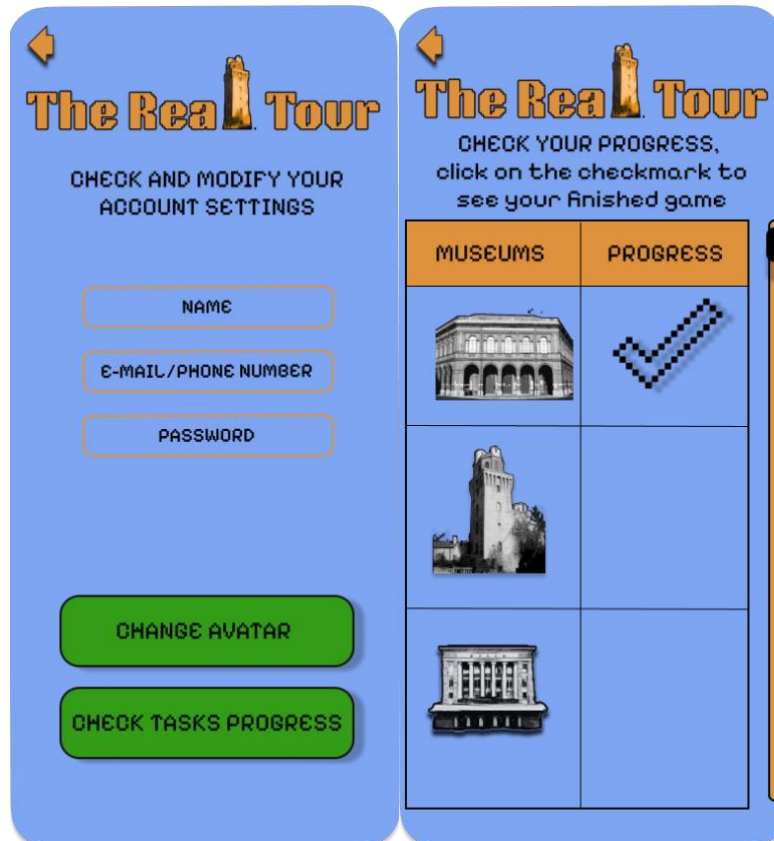 The Real Tour
CHECK AND MODIFY YOUR
ACCOUNT SETTINGS
NAME
E-MAIL/PHONE NUMBER
PASSWORD
CHANGE AVATAR
CHECK TASKS PROGRESS
The Real Tour
CHECK YOUR PROGRESS,
click on the checkmark to
see your finished game
MUSEUMS PROGRESS